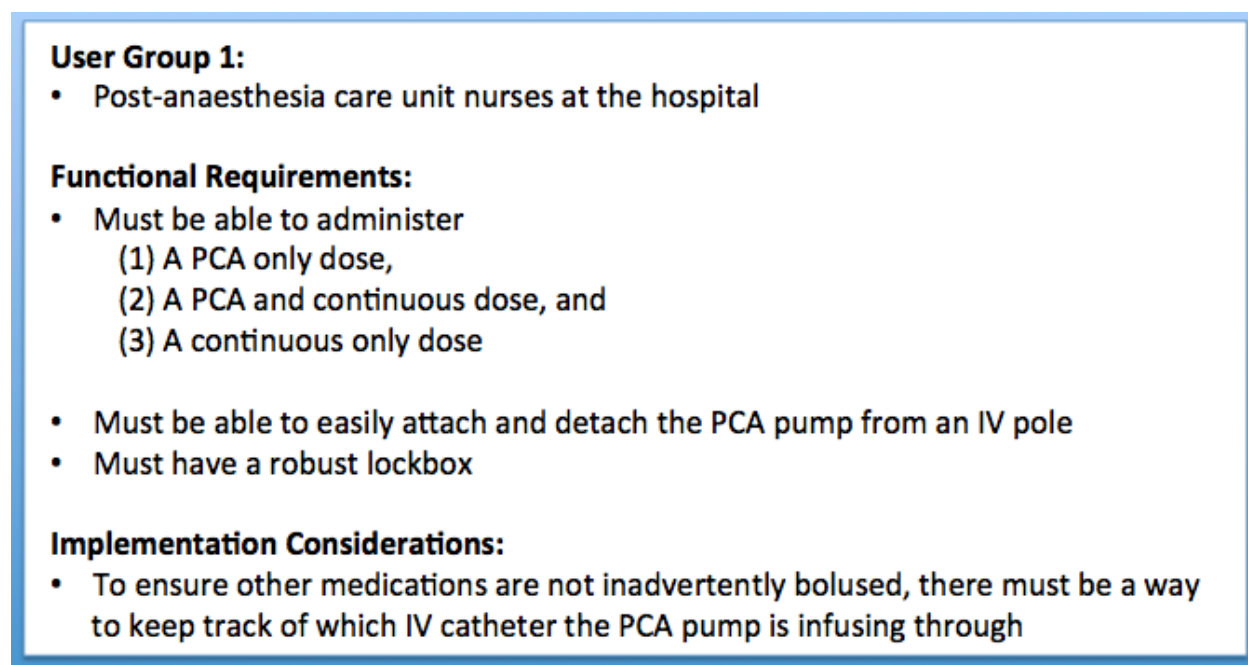 User Group 1:
• Post-anaesthesia care unit nurses at the hospital
Functional Requirements:
• Must be able to administer
(1) A PCA only dose,
(2) A PCA and continuous dose, and
(3) A continuous only dose
• Must be able to easily attach and detach the PCA pump from an IV pole
• Must have a robust lockbox
Implementation Considerations:
• To ensure other medications are not inadvertently bolused, there must be a way
to keep track of which IV catheter the PCA pump is infusing through